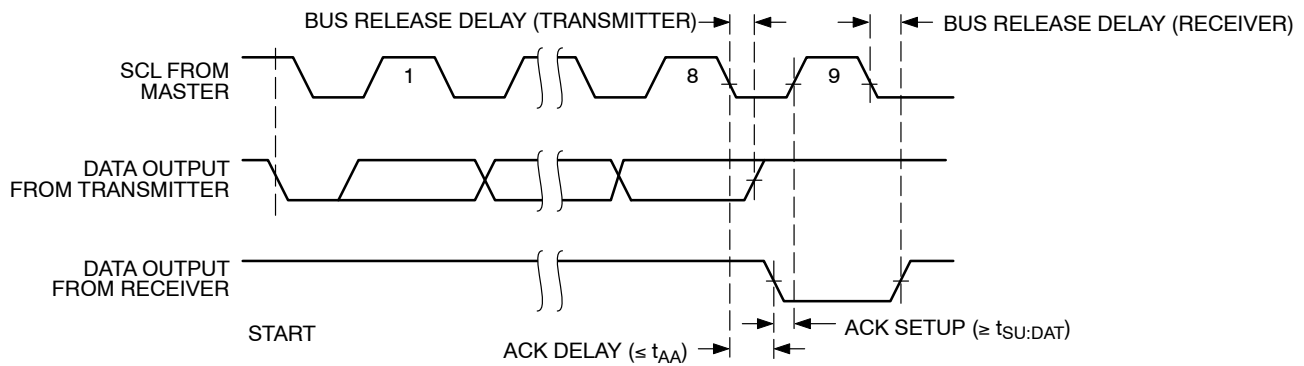 BUS RELEASE DELAY (TRANSMITTER)
BUS RELEASE DELAY (RECEIVER)
SCL FROM
MASTER
1
8
9
DATA OUTPUT
FROM TRANSMITTER
DATA OUTPUT
FROM RECEIVER
START
ACK SETUP (≥ tSU:DAT)
ACK DELAY (≤ tAA)